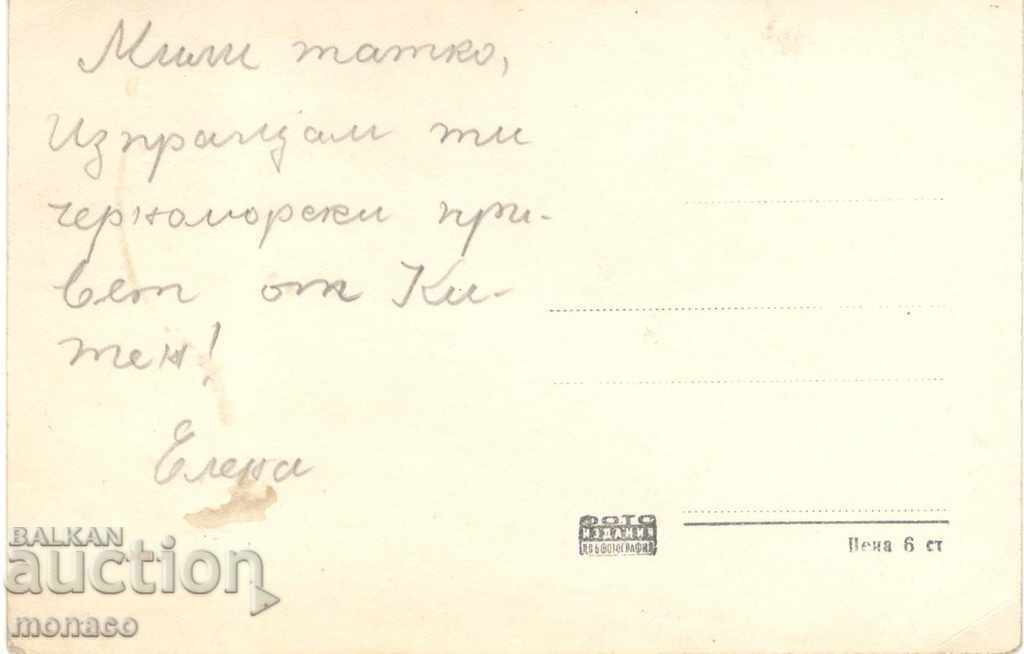 Мили татко,
Изпращам ти
черноморски при-
вет от Ки-
тен!
Елена
ФОТО
ИЗДАНИЯ
Цена 6 ст
BALKAN
auction
monaco